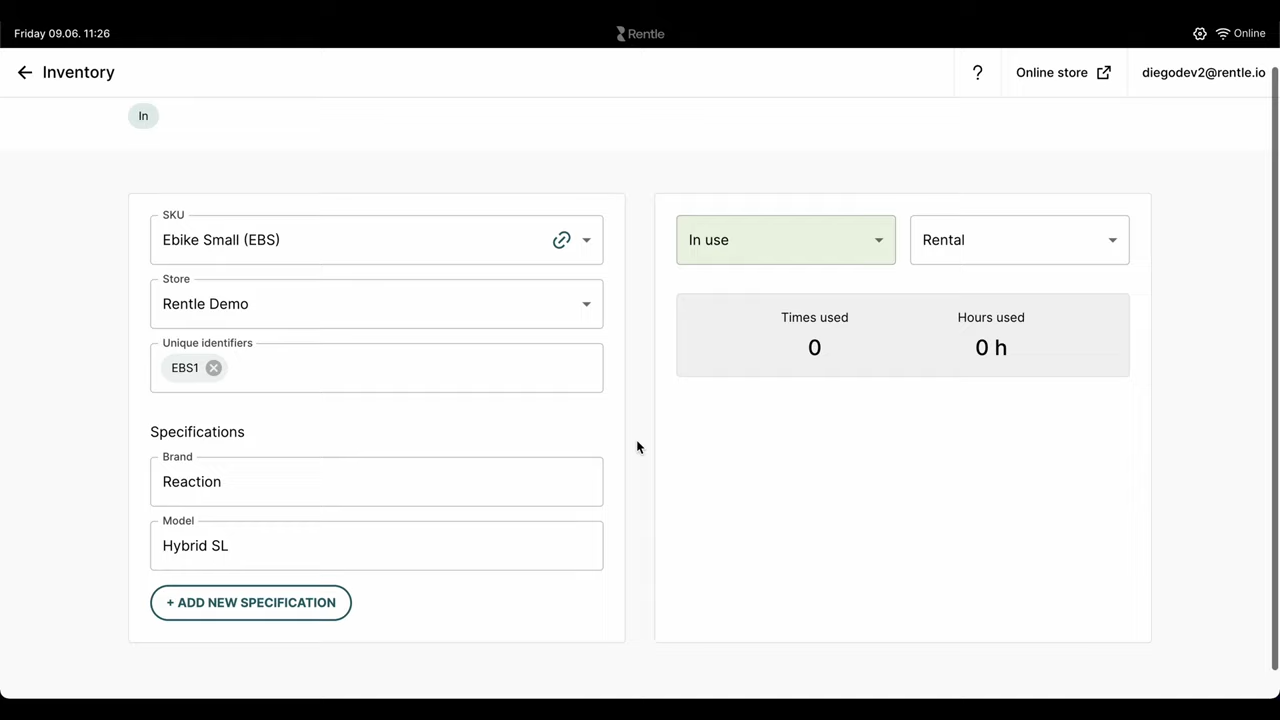 Friday 09.06. 11:26
Rentle
Online
Inventory
?
Online store
diegodev2@rentle.io
In
SKU
Ebike Small (EBS)
Store
Rentle Demo
Unique identifiers
EBS1
Specifications
Brand
Reaction
Model
Hybrid SL
+ ADD NEW SPECIFICATION
In use
Rental
Times used
Hours used
0
0 h